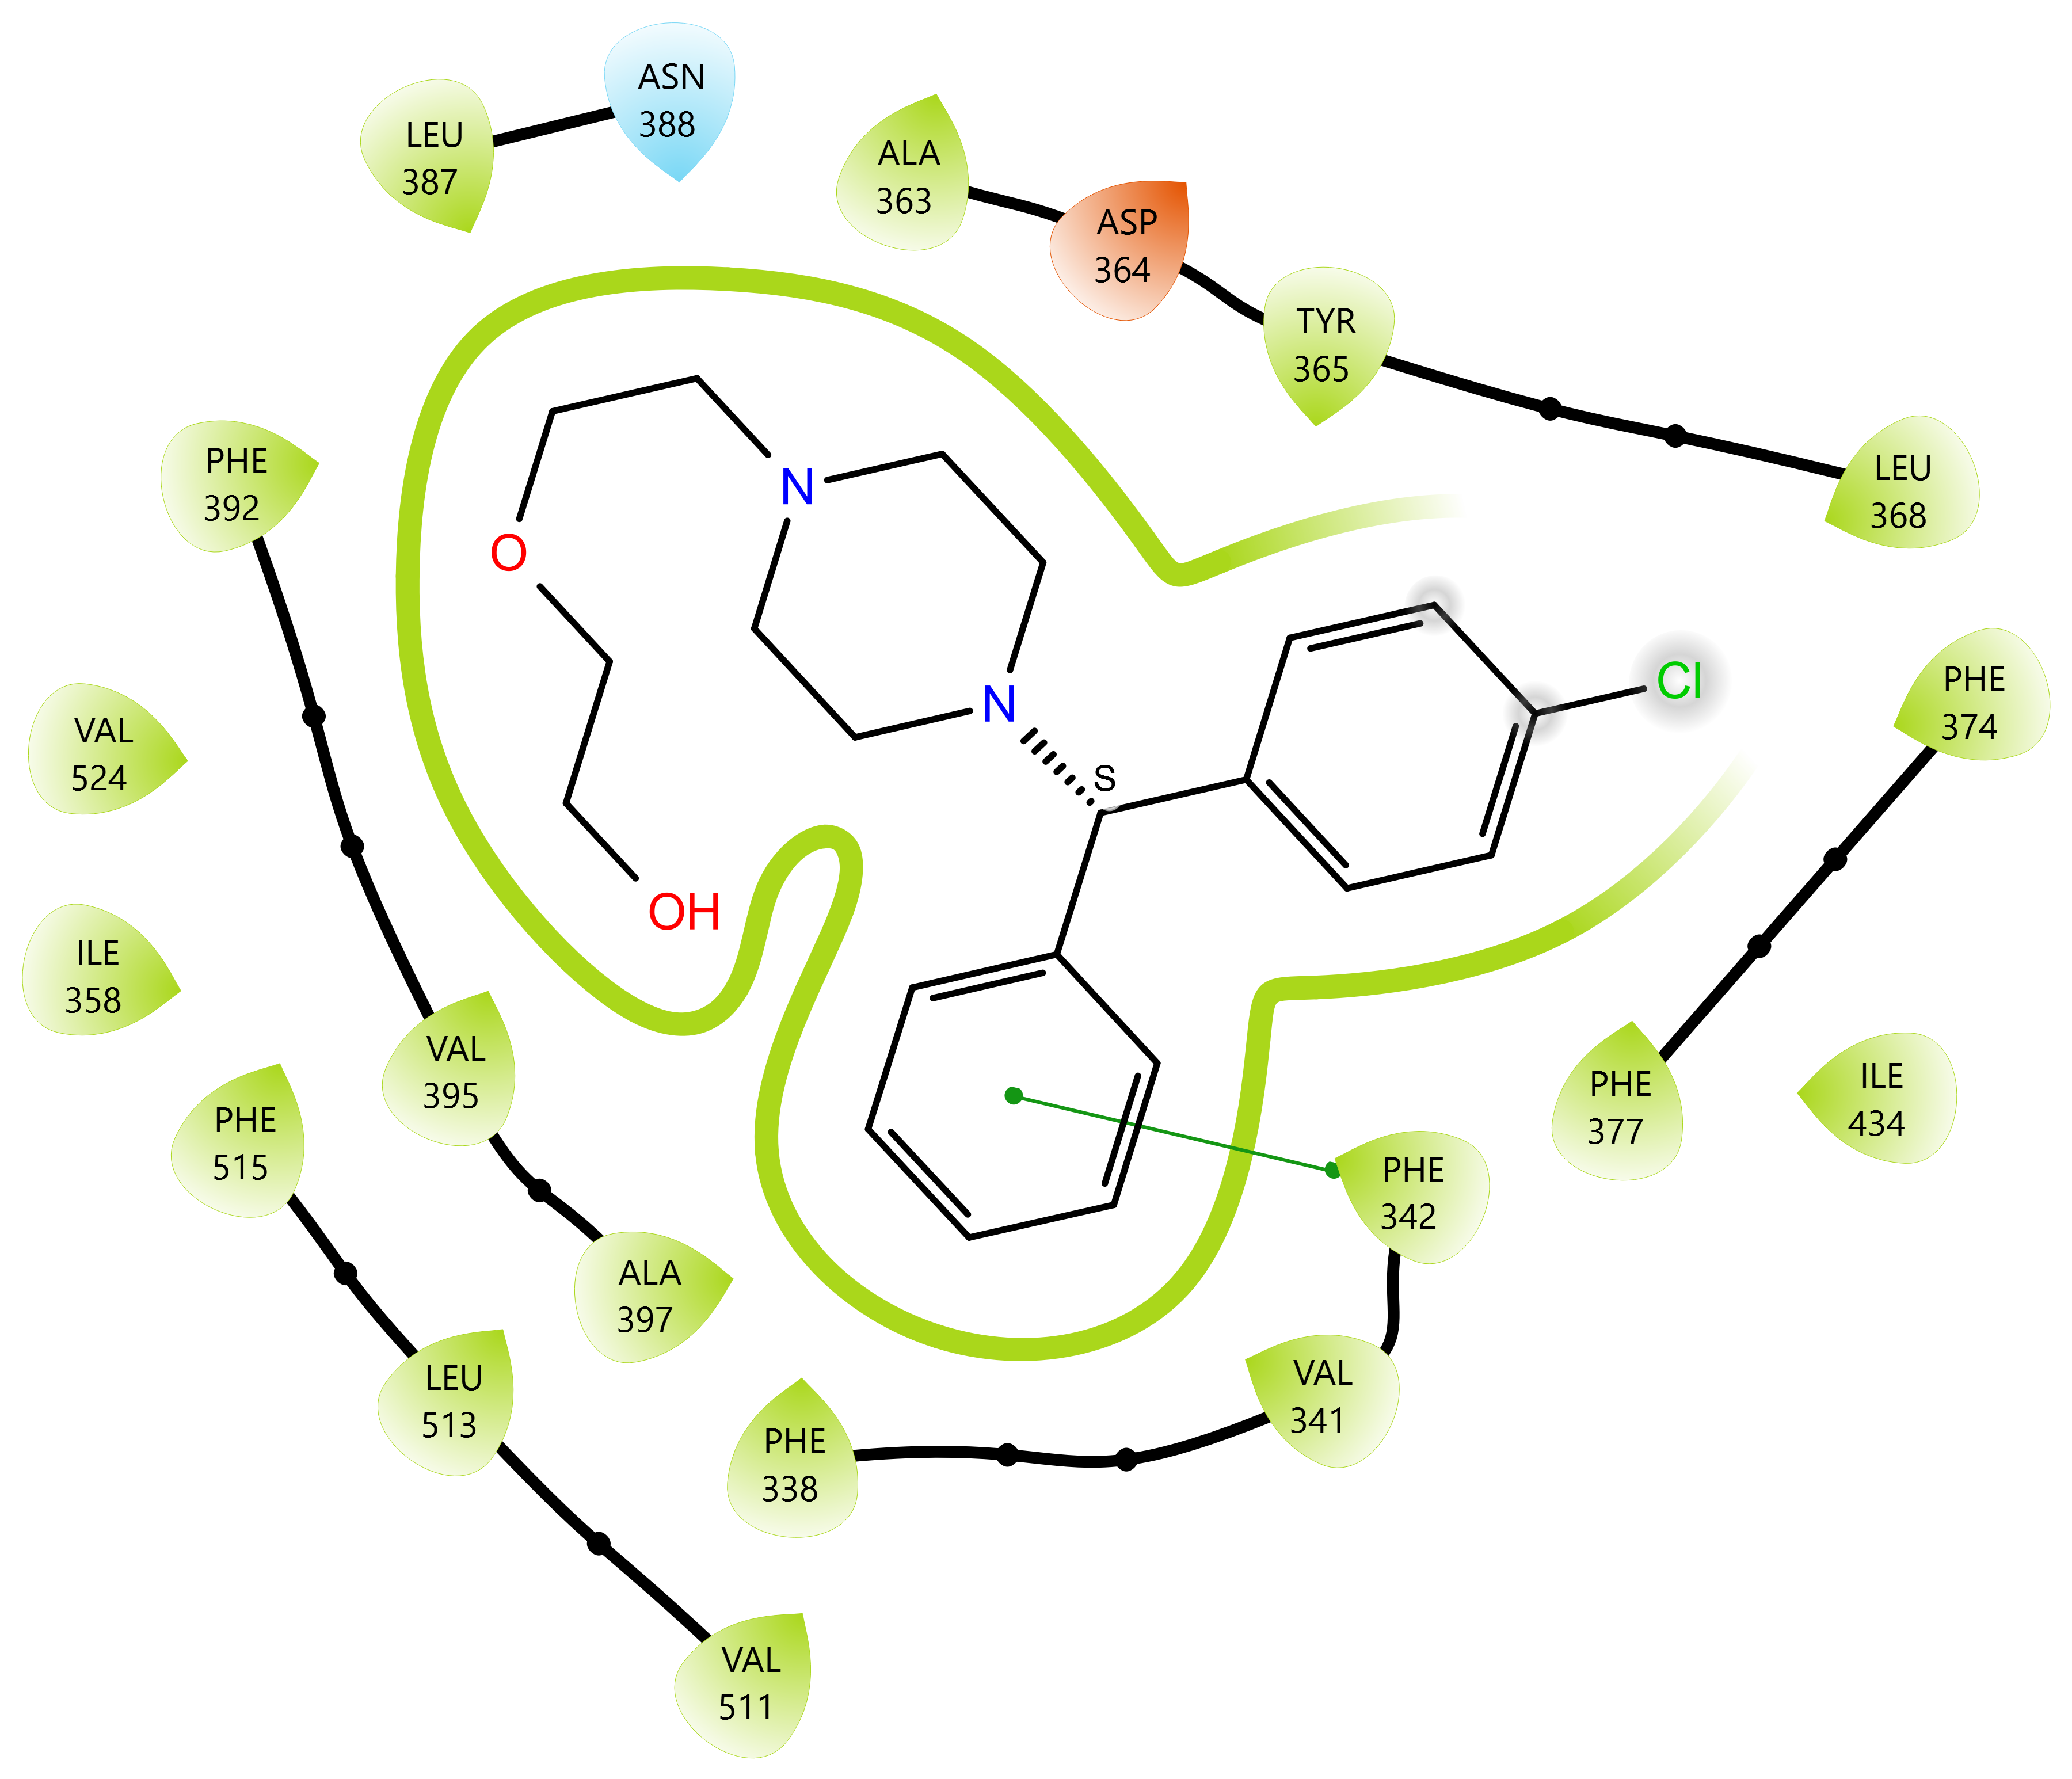 ASN
388
LEU
387
ALA
363
ASP
364
TYR
365
PHE
392
LEU
368
N
O
Cl
PHE
374
N
VAL
524
S
OH
ILE
358
VAL
395
ILE
434
PHE
377
PHE
515
PHE
342
ALA
397
LEU
513
VAL
341
PHE
338
VAL
511